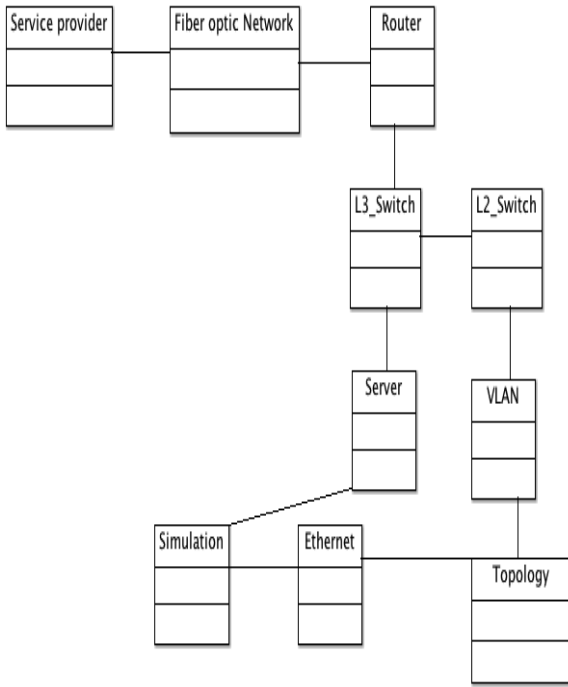 Service provider
Fiber optic Network
Router
L3_Switch
L2_Switch
Server
VLAN
Simulation
Ethernet
Topology